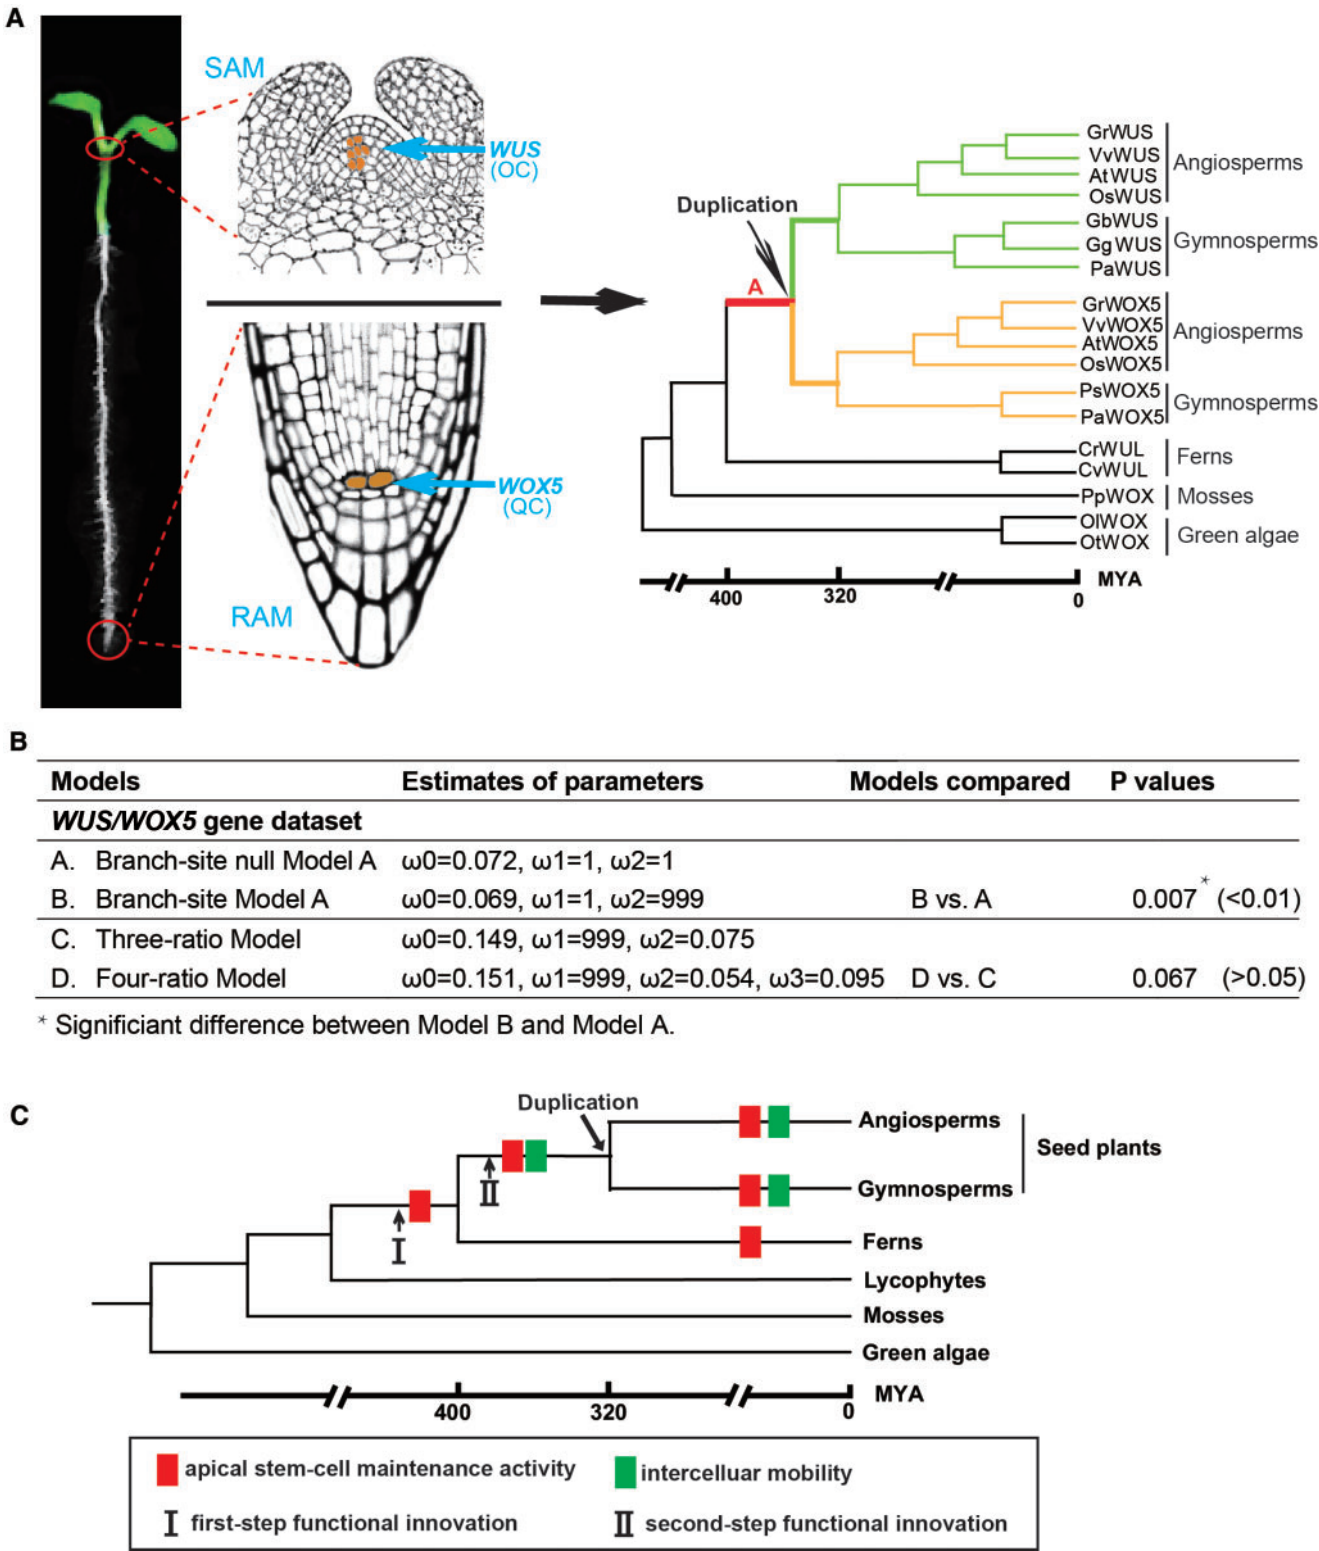 A
SAM
WUS
(OC)
WOX5
(QC)
RAM
Duplication
A
GrWUS
VvWUS
AtWUS
OsWUS
Angiosperms
GbWUS
GgWUS
PaWUS
Gymnosperms
GrWOX5
VvWOX5
AtWOX5
OsWOX5
Angiosperms
PsWOX5
PaWOX5
Gymnosperms
CrWUL
CvWUL
Ferns
PpWOX
Mosses
OlWOX
OtWOX
Green algae
400 320 0 MYA
B
Models Estimates of parameters Models compared P values
WUS/WOX5 gene dataset
A. Branch-site null Model A ω0=0.072, ω1=1, ω2=1
B. Branch-site Model A ω0=0.069, ω1=1, ω2=999 B vs. A 0.007* (<0.01)
C. Three-ratio Model ω0=0.149, ω1=999, ω2=0.075
D. Four-ratio Model ω0=0.151, ω1=999, ω2=0.054, ω3=0.095 D vs. C 0.067 (>0.05)
* Significiant difference between Model B and Model A.
C
Duplication
I
II
Angiosperms
Gymnosperms
Seed plants
Ferns
Lycophytes
Mosses
Green algae
400 320 0 MYA
apical stem-cell maintenance activity
intercelluar mobility
I first-step functional innovation
II second-step functional innovation